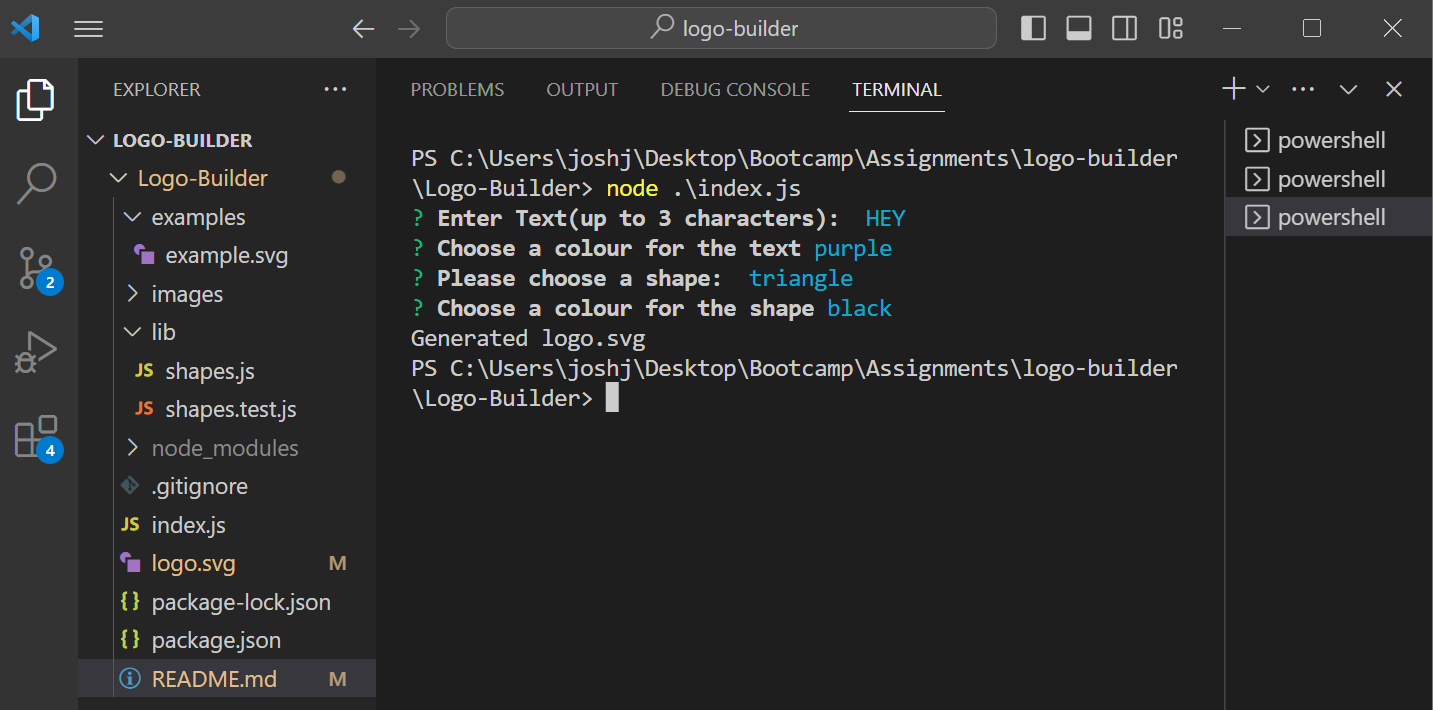 logo-builder
EXPLORER
LOGO-BUILDER
Logo-Builder
examples
example.svg
images
lib
JS shapes.js
JS shapes.test.js
node_modules
.gitignore
JS index.js
logo.svg M
{} package-lock.json
{} package.json
README.md M
2
4
PROBLEMS OUTPUT DEBUG CONSOLE TERMINAL
PS C:\Users\joshj\Desktop\Bootcamp\Assignments\logo-builder
\Logo-Builder> node .\index.js
? Enter Text(up to 3 characters):  HEY
? Choose a colour for the text purple
? Please choose a shape:  triangle
? Choose a colour for the shape black
Generated logo.svg
PS C:\Users\joshj\Desktop\Bootcamp\Assignments\logo-builder
\Logo-Builder>
powershell
powershell
powershell